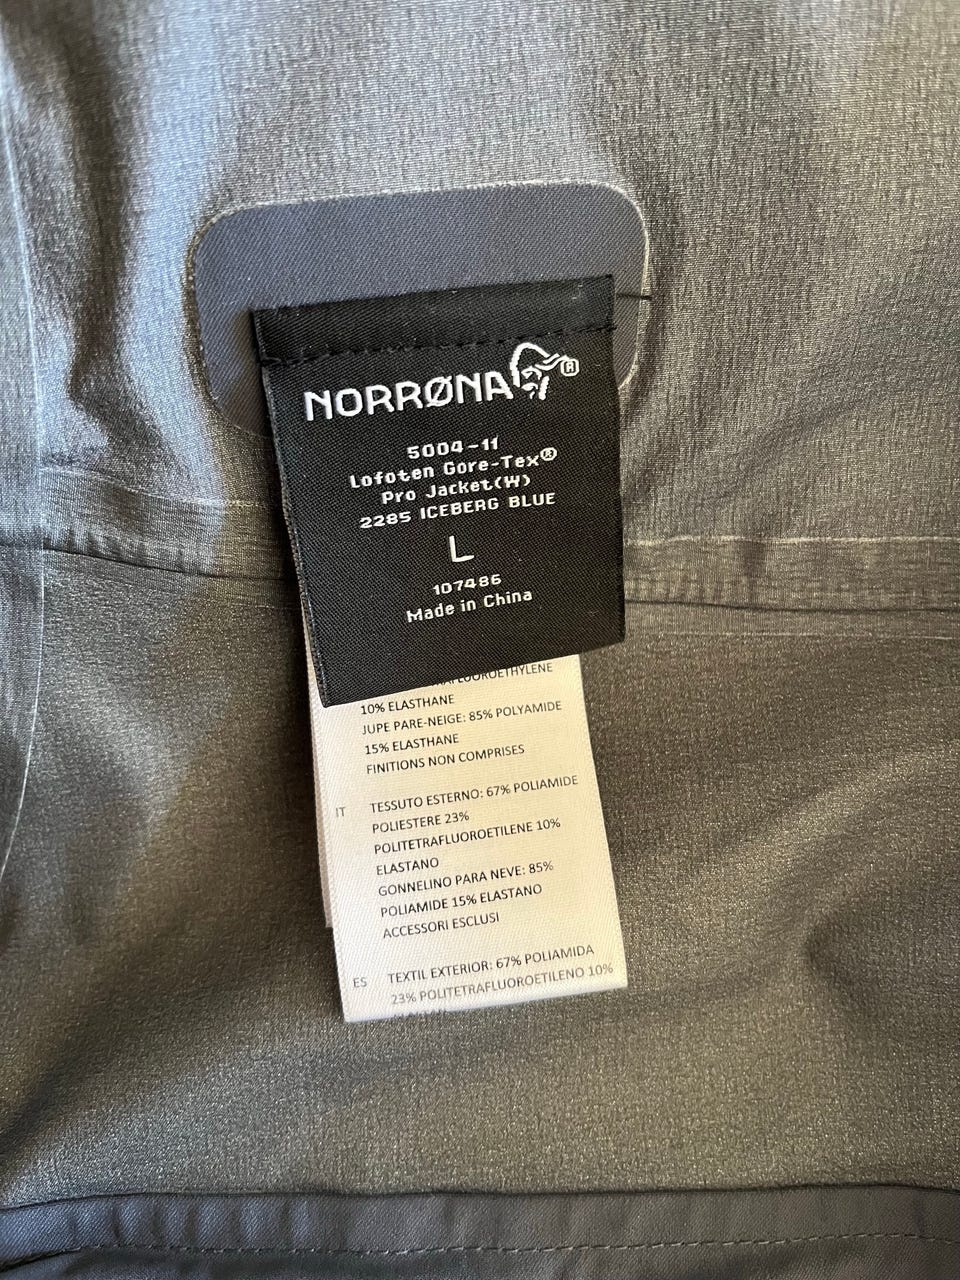 NORRØNA®
5004-11
Lofoten Gore-Tex®
Pro Jacket(W)
2285 ICEBERG BLUE
L
107486
Made in China
10% ELASTHANE
JUPE PARE-NEIGE: 85% POLYAMIDE
15% ELASTHANE
FINITIONS NON COMPRISES
IT TESSUTO ESTERNO: 67% POLIAMIDE
POLIESTERE 23%
POLITETRAFLUOROETILENE 10%
ELASTANO
GONNELINO PARA NEVE: 85%
POLIAMIDE 15% ELASTANO
ACCESSORI ESCLUSI
ES TEXTIL EXTERIOR: 67% POLIAMIDA
23% POLITETRAFLUOROETILENO 10%